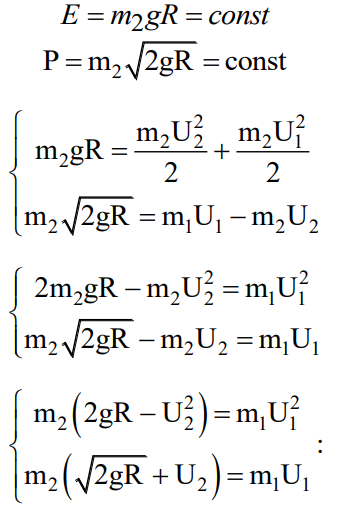 E = m₂gR = const
P = m₂√(2gR) = const
{ m₂gR = m₂U₂²/2 + m₂U₁²/2
m₂√(2gR) = m₁U₁ − m₂U₂
{ 2m₂gR − m₂U₂² = m₁U₁²
m₂√(2gR) − m₂U₂ = m₁U₁
{ m₂(2gR − U₂²) = m₁U₁²
m₂(√(2gR) + U₂) = m₁U₁ :